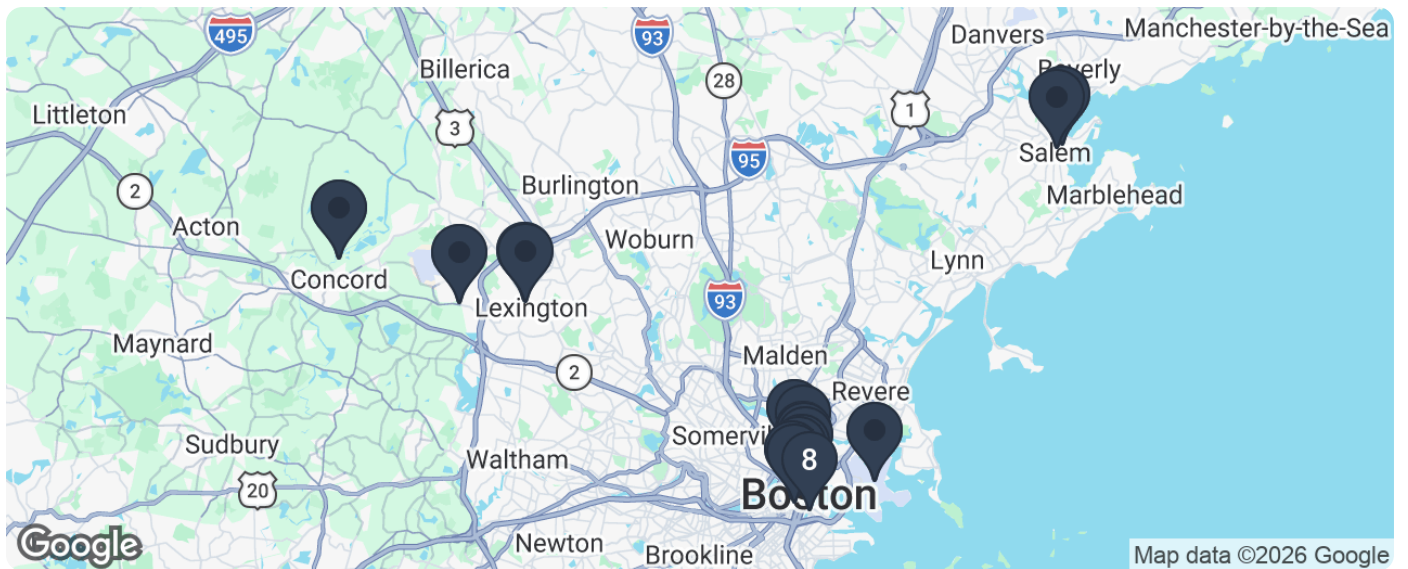 495
93
Danvers
Manchester-by-the-Sea
Billerica
Beverly
28
Littleton
1
3
95
Salem
2
Burlington
Marblehead
Acton
Woburn
Lynn
Concord
93
Lexington
Maynard
Malden
2
Revere
Sudbury
Waltham
8
20
Boston
Newton
Brookline
Google
Map data ©2026 Google